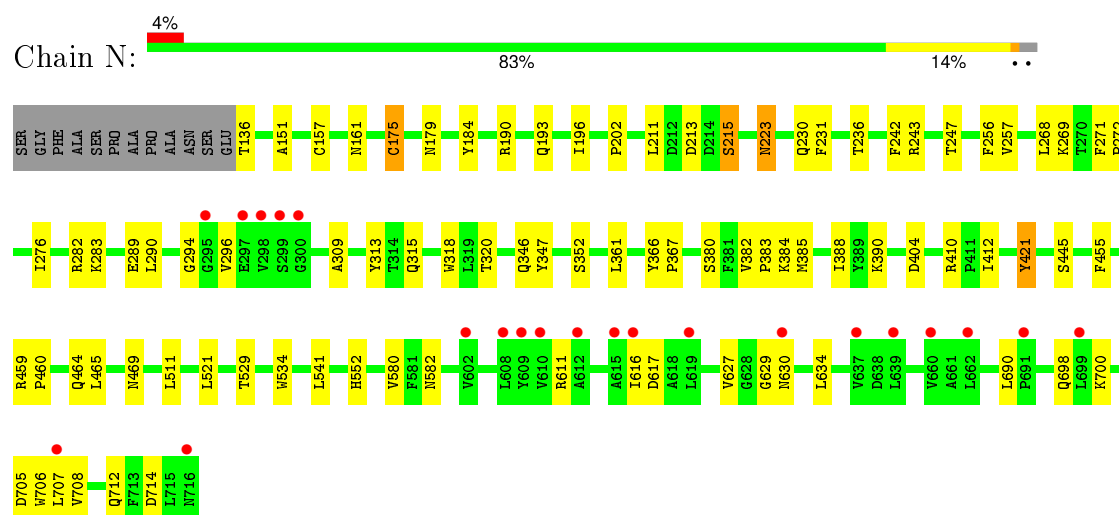 4%
Chain N:
83% 14% • •
SER GLY PHE ALA SER PRO ALA PRO ALA ASN SER GLU T136 A151 C157 N161 C175 N179 Y184 R190 Q193 I196 P202 L211 D212 D213 D214 S215 N223 Q230 F231 T236 F242 R243 T247 F256 V257 L268 K269 T270 F271 P272
I276 R282 K283 E289 L290 G294 G295 V296 E297 V298 S299 G300 A309 Y313 T314 Q315 W318 L319 T320 Q346 Y347 S352 L361 Y366 P367 S380 F381 V382 P383 K384 M385 I388 Y389 K390 D404 R410 P411 I412 Y421 S445 F455
R459 P460 Q464 L465 N469 L511 L521 T529 W534 L541 H552 V580 F581 N582 V602 L608 Y609 V610 R611 A612 A615 I616 D617 A618 L619 V627 G628 G629 N630 L634 V637 D638 L639 V660 A661 L662 L690 P691 Q698 L699 K700
D705 W706 L707 V708 Q712 F713 D714 L715 N716